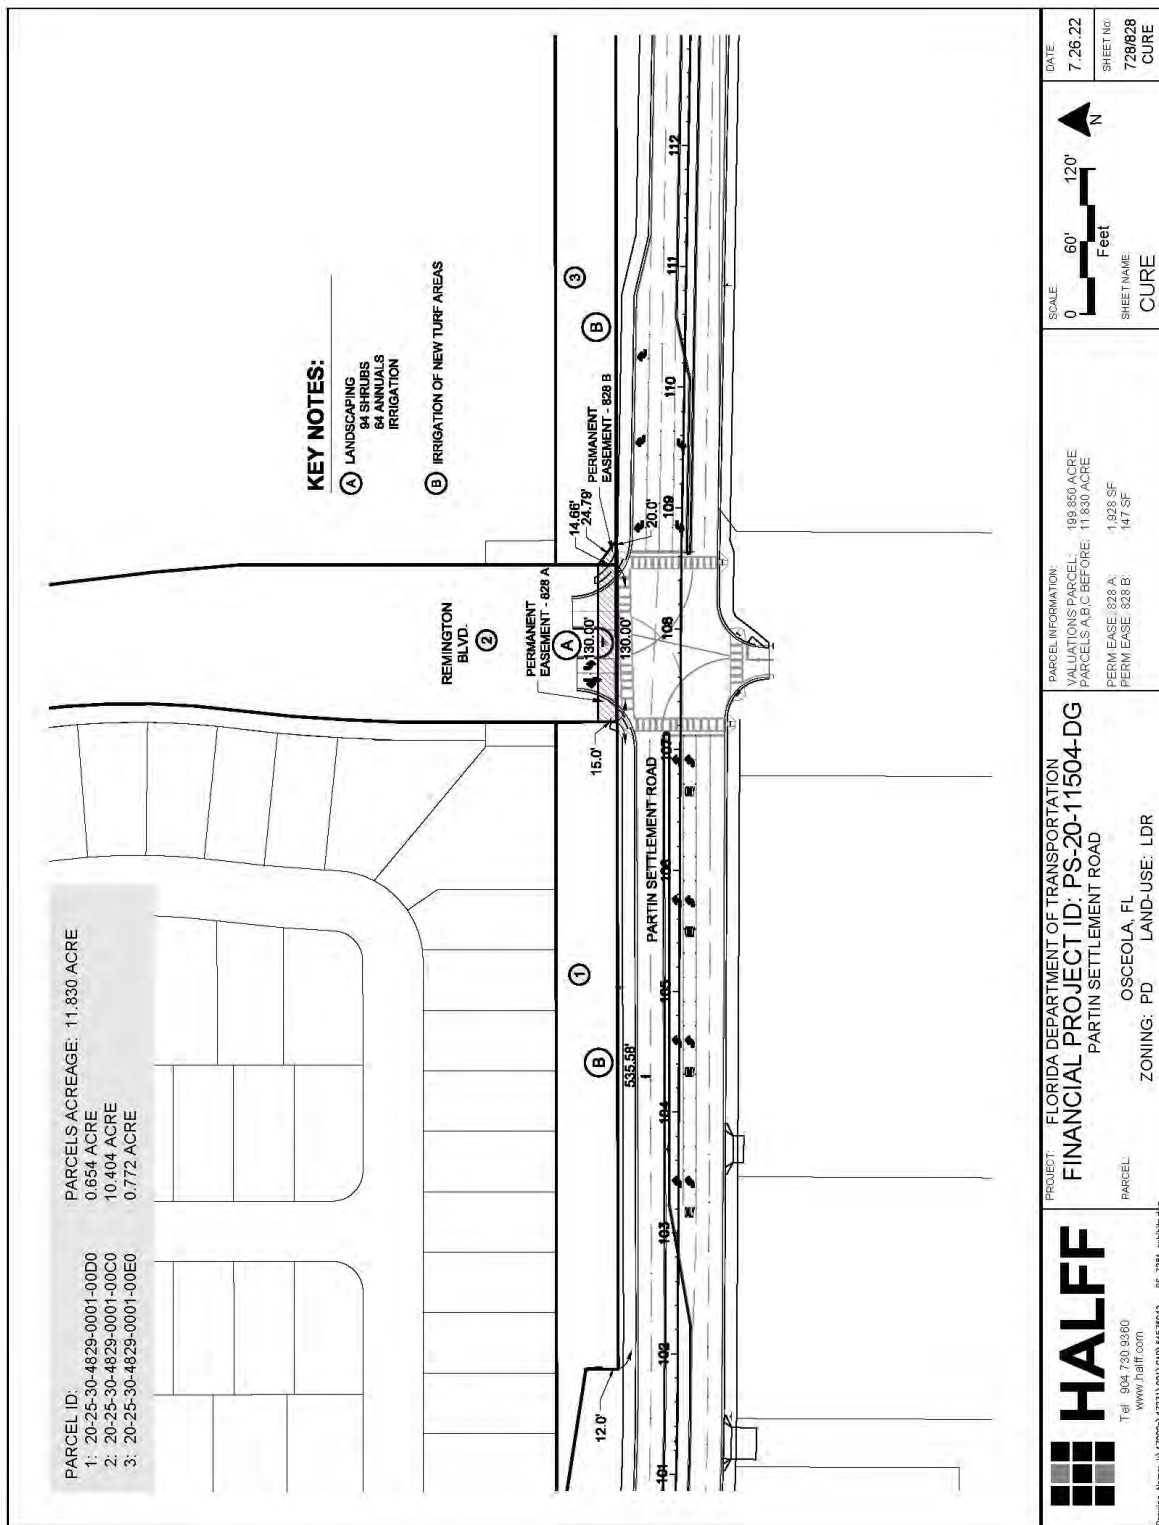 PARCEL ID: PARCELS ACREAGE: 11.830 ACRE
1: 20-25-30-4829-0001-00D0 0.654 ACRE
2: 20-25-30-4829-0001-00C0 10.404 ACRE
3: 20-25-30-4829-0001-00E0 0.772 ACRE
KEY NOTES:
A LANDSCAPING
94 SHRUBS
64 ANNUALS
IRRIGATION
B IRRIGATION OF NEW TURF AREAS
REMINGTON
BLVD.
2
PERMANENT
EASEMENT - 828 A
A
130.00'
130.00'
15.0'
14.66'
24.79'
PERMANENT
EASEMENT - 828 B
20.0'
1
B
3
B
535.58'
12.0'
PARTIN SETTLEMENT ROAD
101
102
103
104
105
106
107
108
109
110
111
112
HALFF
Tel 904.730.9360
www.halff.com
PROJECT: FLORIDA DEPARTMENT OF TRANSPORTATION
FINANCIAL PROJECT ID: PS-20-11504-DG
PARTIN SETTLEMENT ROAD
PARCEL: OSCEOLA, FL
ZONING: PD LAND-USE: LDR
PARCEL INFORMATION:
VALUATIONS PARCEL: 199.850 ACRE
PARCELS A,B,C BEFORE: 11.830 ACRE
PERM EASE. 828 A: 1,928 SF
PERM EASE. 828 B: 147 SF
SCALE:
0 60' 120'
Feet
N
SHEET NAME:
CURE
DATE:
7.26.22
SHEET No:
728/828
CURE